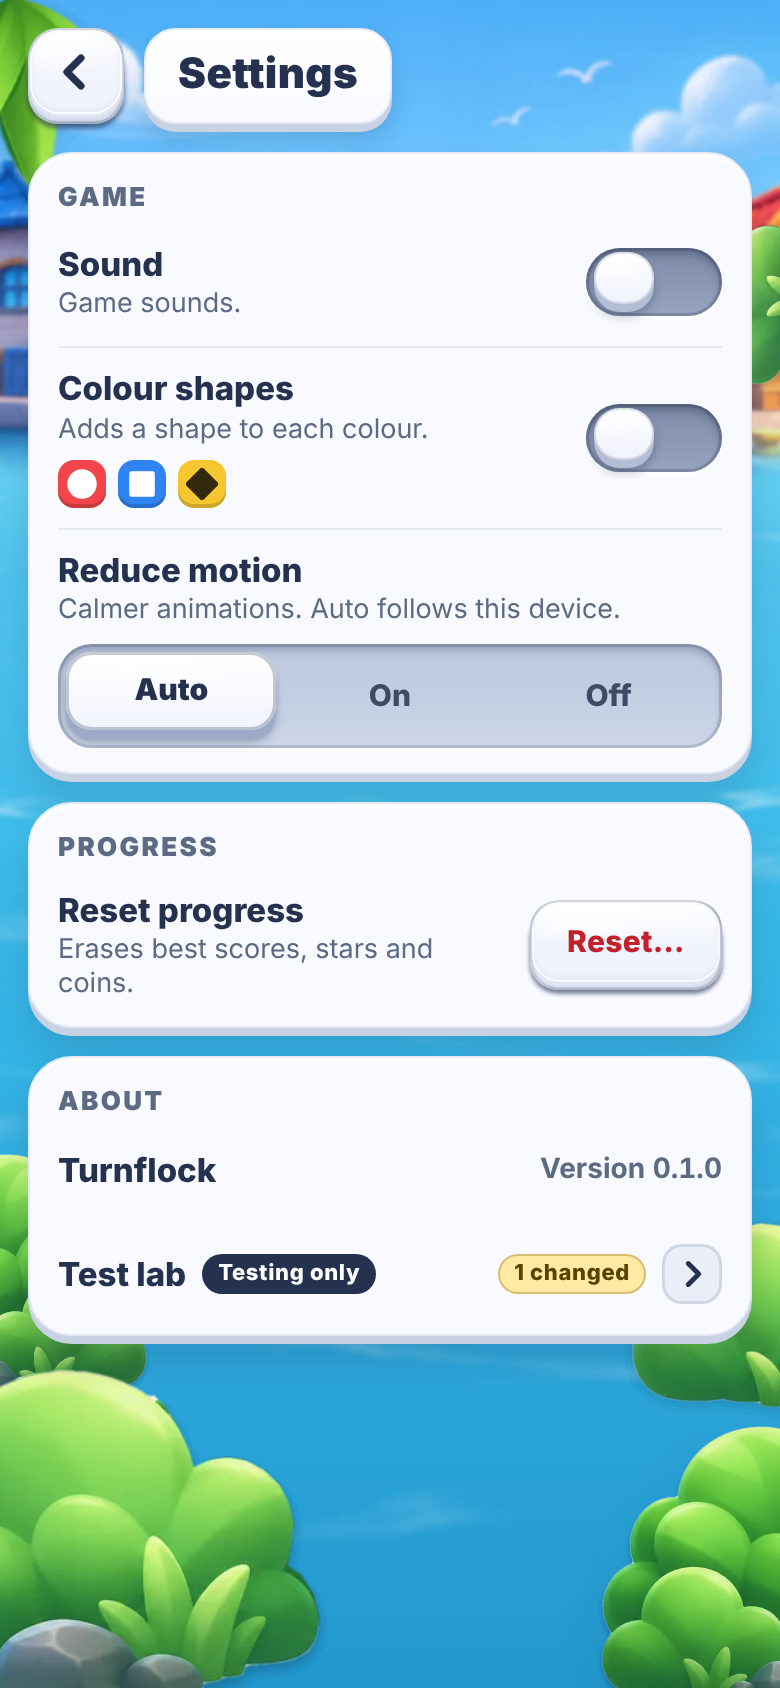 Settings
GAME
Sound
Game sounds.
Colour shapes
Adds a shape to each colour.
Reduce motion
Calmer animations. Auto follows this device.
Auto On Off
PROGRESS
Reset progress
Erases best scores, stars and
coins.
Reset...
ABOUT
Turnflock Version 0.1.0
Test lab Testing only 1 changed